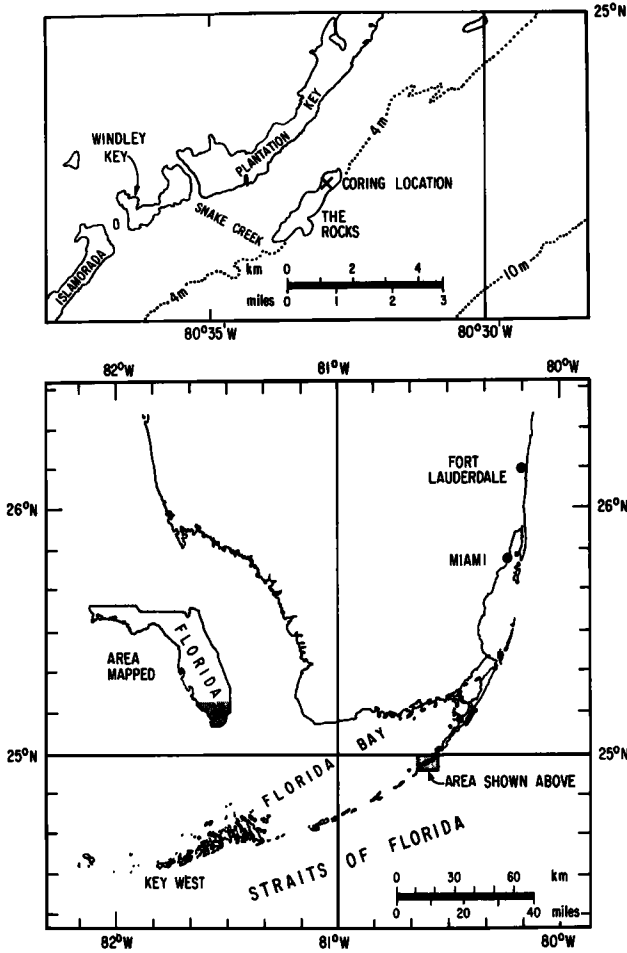 25°N
WINDLEY
KEY
PLANTATION KEY
4m
CORING LOCATION
SNAKE CREEK
THE
ROCKS
ISLAMORADA
4m
10m
km 0 2 4
miles 0 1 2 3
80°35'W
80°30'W
82°W
81°W
80°W
FORT
LAUDERDALE
26°N
26°N
MIAMI
FLORIDA
AREA
MAPPED
25°N
25°N
FLORIDA BAY
AREA SHOWN ABOVE
STRAITS OF FLORIDA
KEY WEST
0 30 60 km
0 20 40 miles
82°W
81°W
80°W